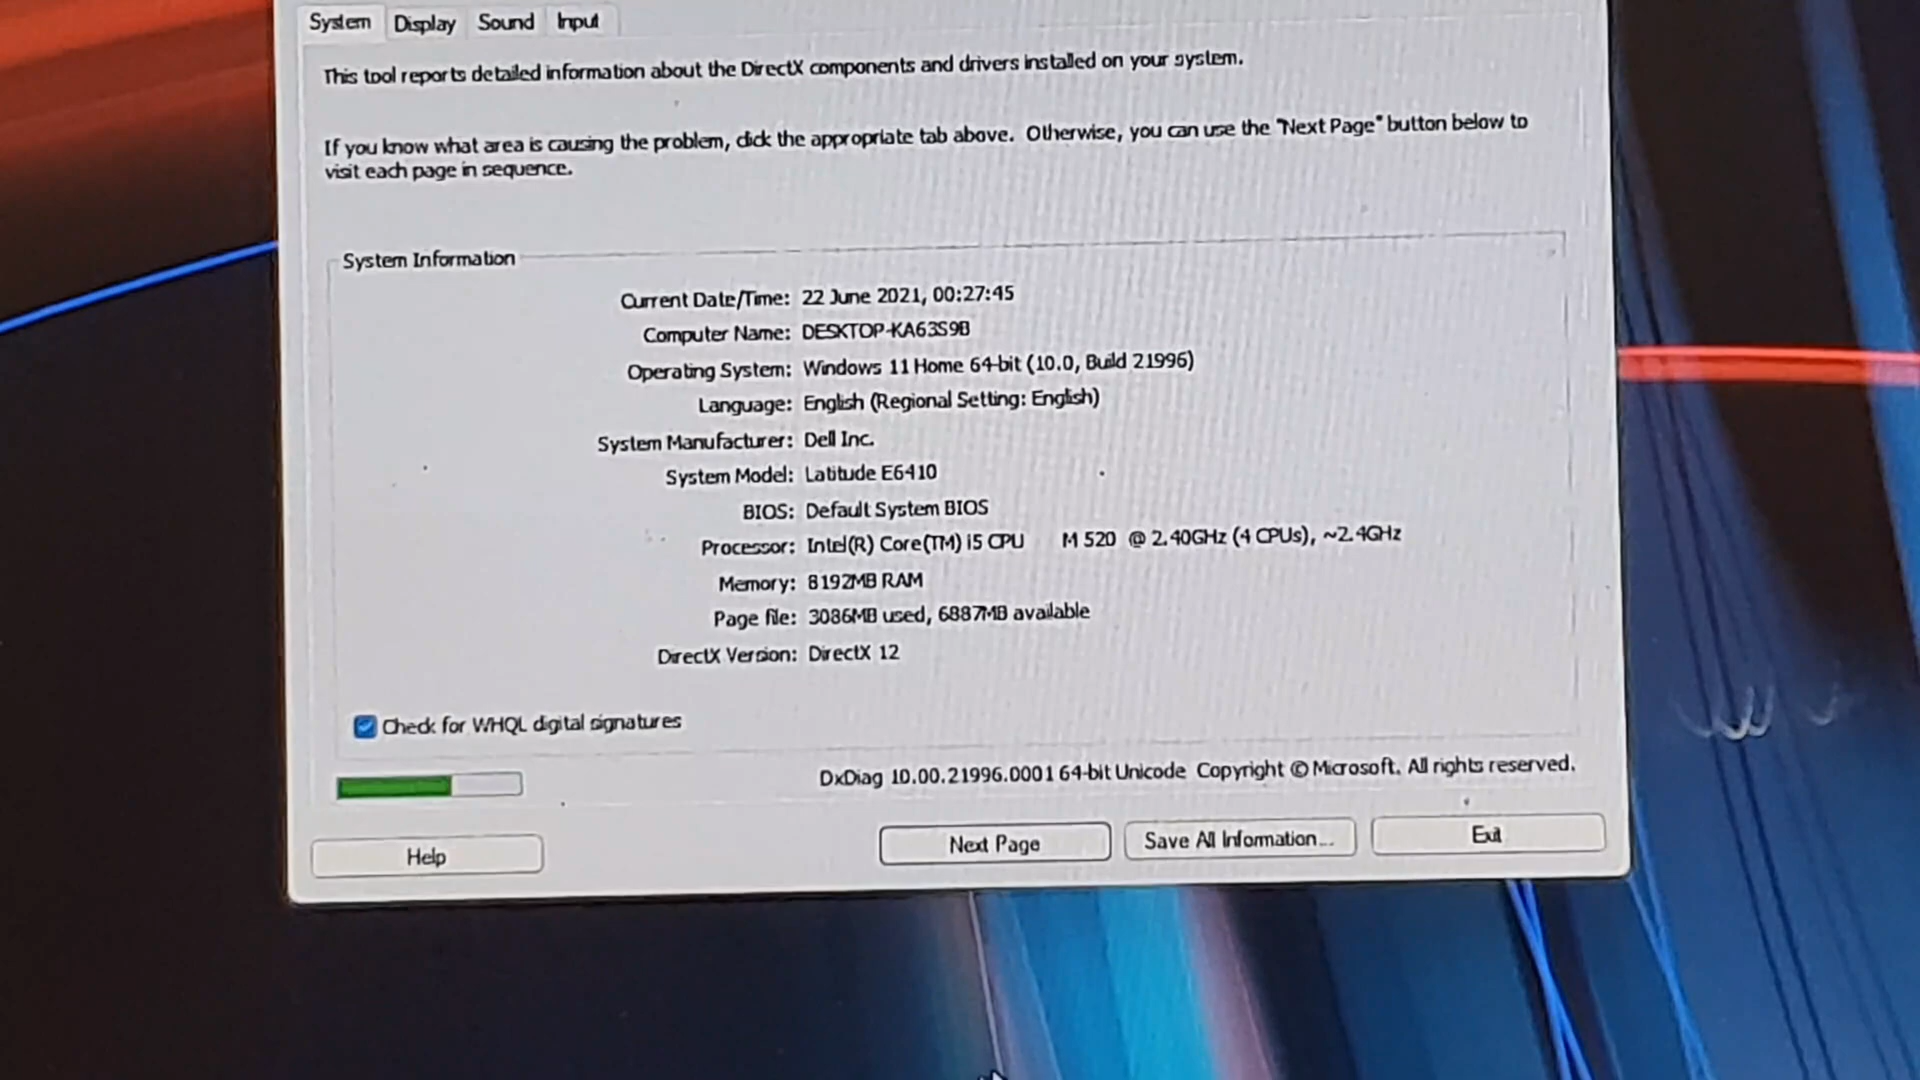 System Display Sound Input
This tool reports detailed information about the DirectX components and drivers installed on your system.
If you know what area is causing the problem, click the appropriate tab above. Otherwise, you can use the "Next Page" button below to
visit each page in sequence.
System Information
Current Date/Time: 22 June 2021, 00:27:45
Computer Name: DESKTOP-KA63S9B
Operating System: Windows 11 Home 64-bit (10.0, Build 21996)
Language: English (Regional Setting: English)
System Manufacturer: Dell Inc.
System Model: Latitude E6410
BIOS: Default System BIOS
Processor: Intel(R) Core(TM) i5 CPU M 520 @ 2.40GHz (4 CPUs), ~2.4GHz
Memory: 8192MB RAM
Page file: 3086MB used, 6887MB available
DirectX Version: DirectX 12
Check for WHQL digital signatures
DxDiag 10.00.21996.0001 64-bit Unicode Copyright © Microsoft. All rights reserved.
Help Next Page Save All Information... Exit